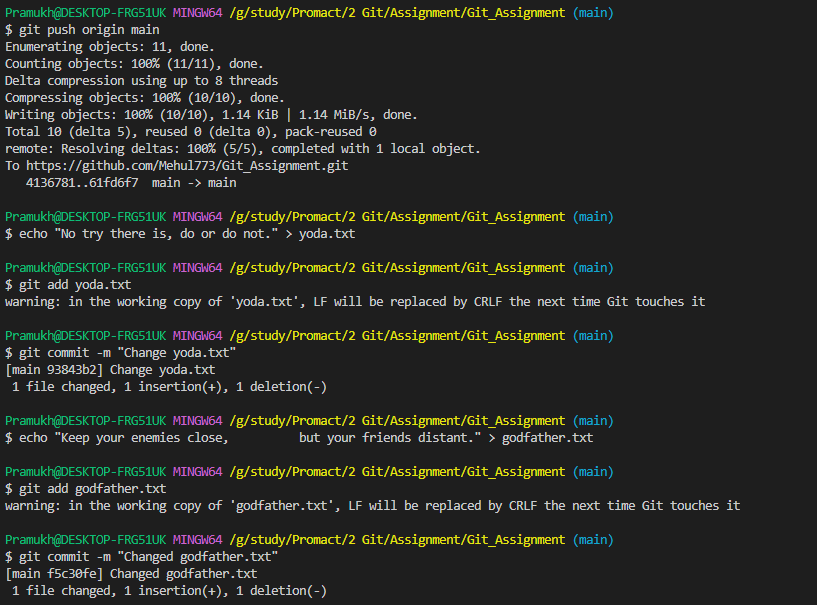 Pramukh@DESKTOP-FRG51UK MINGW64 /g/study/Promact/2 Git/Assignment/Git_Assignment (main)
$ git push origin main
Enumerating objects: 11, done.
Counting objects: 100% (11/11), done.
Delta compression using up to 8 threads
Compressing objects: 100% (10/10), done.
Writing objects: 100% (10/10), 1.14 KiB | 1.14 MiB/s, done.
Total 10 (delta 5), reused 0 (delta 0), pack-reused 0
remote: Resolving deltas: 100% (5/5), completed with 1 local object.
To https://github.com/Mehul773/Git_Assignment.git
   4136781..61fd6f7  main -> main
Pramukh@DESKTOP-FRG51UK MINGW64 /g/study/Promact/2 Git/Assignment/Git_Assignment (main)
$ echo "No try there is, do or do not." > yoda.txt
Pramukh@DESKTOP-FRG51UK MINGW64 /g/study/Promact/2 Git/Assignment/Git_Assignment (main)
$ git add yoda.txt
warning: in the working copy of 'yoda.txt', LF will be replaced by CRLF the next time Git touches it
Pramukh@DESKTOP-FRG51UK MINGW64 /g/study/Promact/2 Git/Assignment/Git_Assignment (main)
$ git commit -m "Change yoda.txt"
[main 93843b2] Change yoda.txt
 1 file changed, 1 insertion(+), 1 deletion(-)
Pramukh@DESKTOP-FRG51UK MINGW64 /g/study/Promact/2 Git/Assignment/Git_Assignment (main)
$ echo "Keep your enemies close,          but your friends distant." > godfather.txt
Pramukh@DESKTOP-FRG51UK MINGW64 /g/study/Promact/2 Git/Assignment/Git_Assignment (main)
$ git add godfather.txt
warning: in the working copy of 'godfather.txt', LF will be replaced by CRLF the next time Git touches it
Pramukh@DESKTOP-FRG51UK MINGW64 /g/study/Promact/2 Git/Assignment/Git_Assignment (main)
$ git commit -m "Changed godfather.txt"
[main f5c30fe] Changed godfather.txt
 1 file changed, 1 insertion(+), 1 deletion(-)